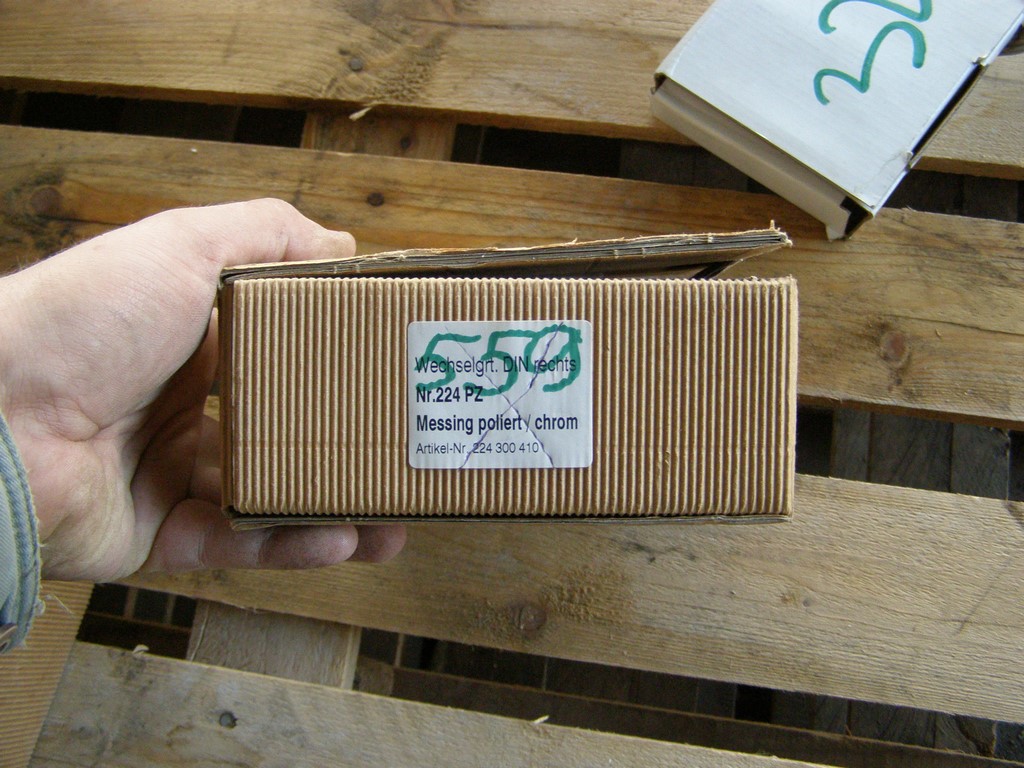 559
Wechselgrt. DIN rechts
Nr.224 PZ
Messing poliert / chrom
Artikel-Nr. 224 300 410